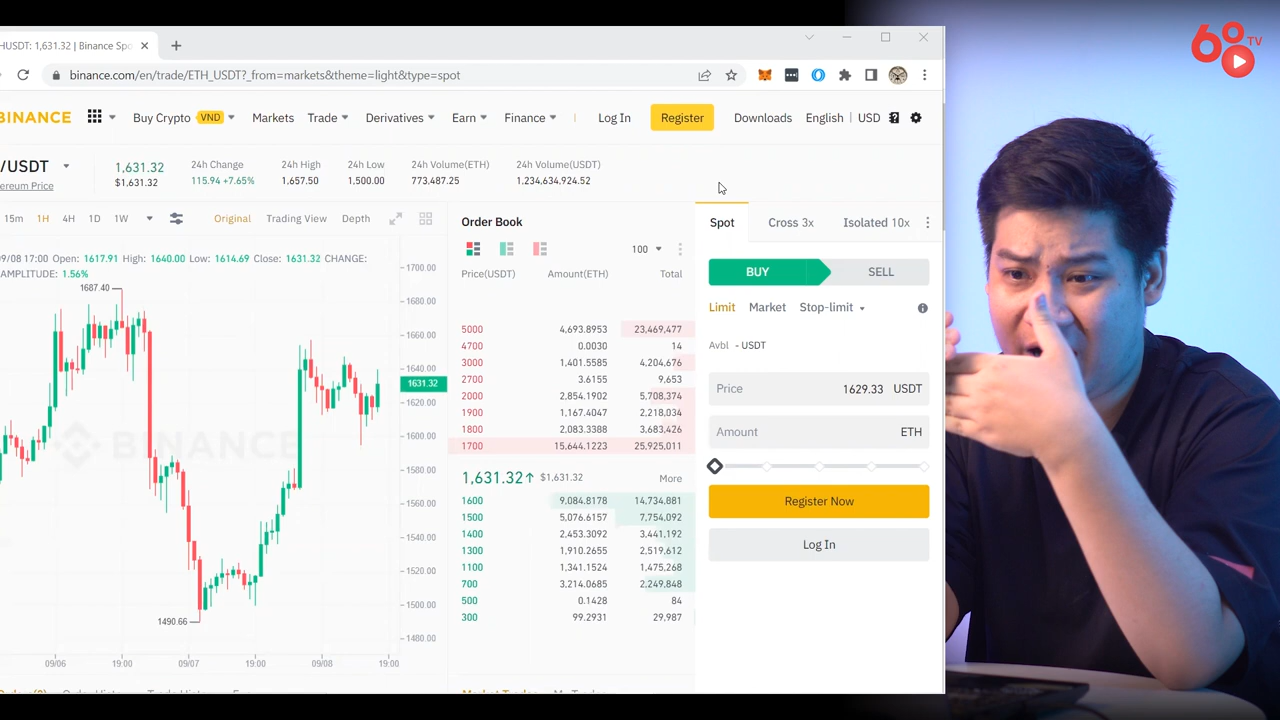 HUSDT: 1,631.32 | Binance Spo
binance.com/en/trade/ETH_USDT?_from=markets&theme=light&type=spot
68 TV
BINANCE
Buy Crypto VND Markets Trade Derivatives Earn Finance Log In Register Downloads English | USD
/USDT
ereum Price
1,631.32
$1,631.32
24h Change
115.94 +7.65%
24h High
1,657.50
24h Low
1,500.00
24h Volume(ETH)
773,487.25
24h Volume(USDT)
1,234,634,924.52
15m 1H 4H 1D 1W Original Trading View Depth
9/08 17:00 Open: 1617.91 High: 1640.00 Low: 1614.69 Close: 1631.32 CHANGE:
AMPLITUDE: 1.56%
1687.40
1490.66
BINANCE
1700.00
1680.00
1660.00
1640.00
1631.32
1620.00
1600.00
1580.00
1560.00
1540.00
1520.00
1500.00
1480.00
09/06 19:00 09/07 19:00 09/08 19:00
Order Book
100
Price(USDT) Amount(ETH) Total
5000 4,693.8953 23,469,477
4700 0.0030 14
3000 1,401.5585 4,204,676
2700 3.6155 9,653
2000 2,854.1902 5,708,374
1900 1,167.4047 2,218,034
1800 2,083.3388 3,683,426
1700 15,644.1223 25,925,011
1,631.32↑ $1,631.32 More
1600 9,084.8178 14,734,881
1500 5,076.6157 7,754,092
1400 2,453.3092 3,441,192
1300 1,910.2655 2,519,612
1100 1,341.1524 1,475,268
700 3,214.0685 2,249,848
500 0.1428 84
300 99.2931 29,987
Spot Cross 3x Isolated 10x
BUY SELL
Limit Market Stop-limit
Avbl - USDT
Price 1629.33 USDT
Amount ETH
Register Now
Log In